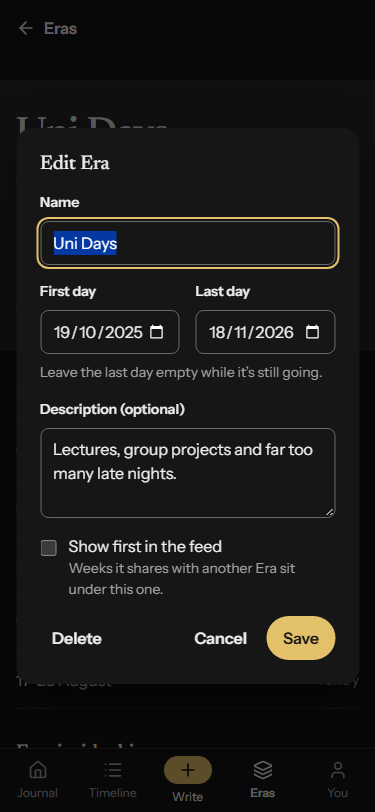 Eras
Uni Days
Edit Era
Name
Uni Days
First day
Last day
19/10/2025
18/11/2026
Leave the last day empty while it's still going.
Description (optional)
Lectures, group projects and far too
many late nights.
Show first in the feed
Weeks it shares with another Era sit
under this one.
Delete
Cancel
Save
August
Journal
Timeline
Write
Eras
You